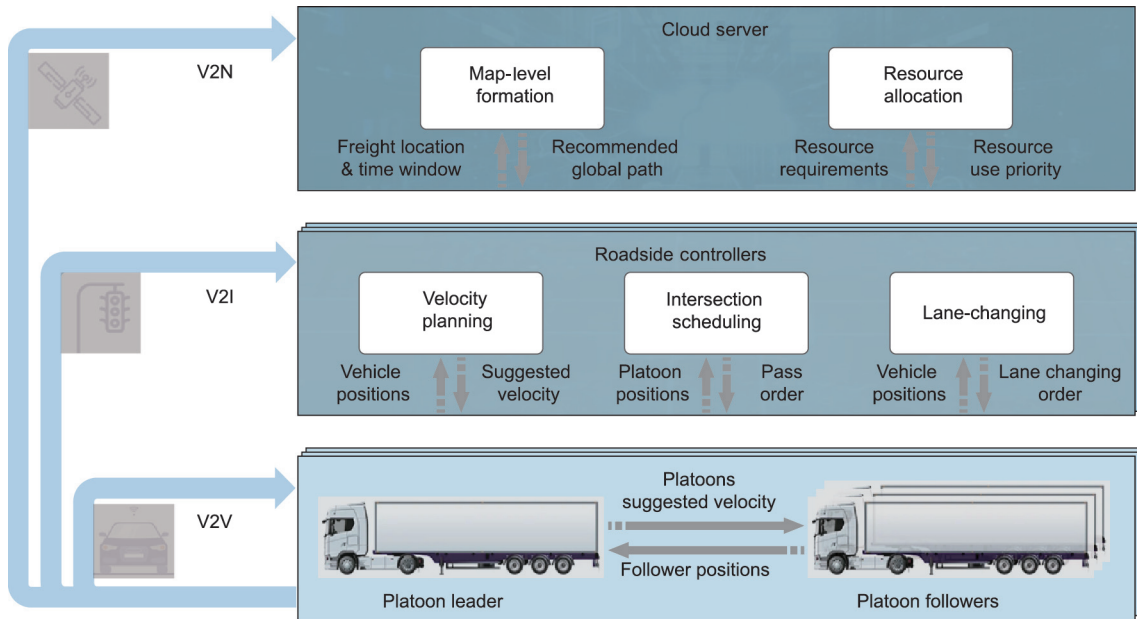 Cloud server
V2N
Map-level
formation
Resource
allocation
Freight location
& time window
Recommended
global path
Resource
requirements
Resource
use priority
Roadside controllers
V2I
Velocity
planning
Intersection
scheduling
Lane-changing
Vehicle
positions
Suggested
velocity
Platoon
positions
Pass
order
Vehicle
positions
Lane changing
order
V2V
Platoons
suggested velocity
Follower positions
Platoon leader
Platoon followers